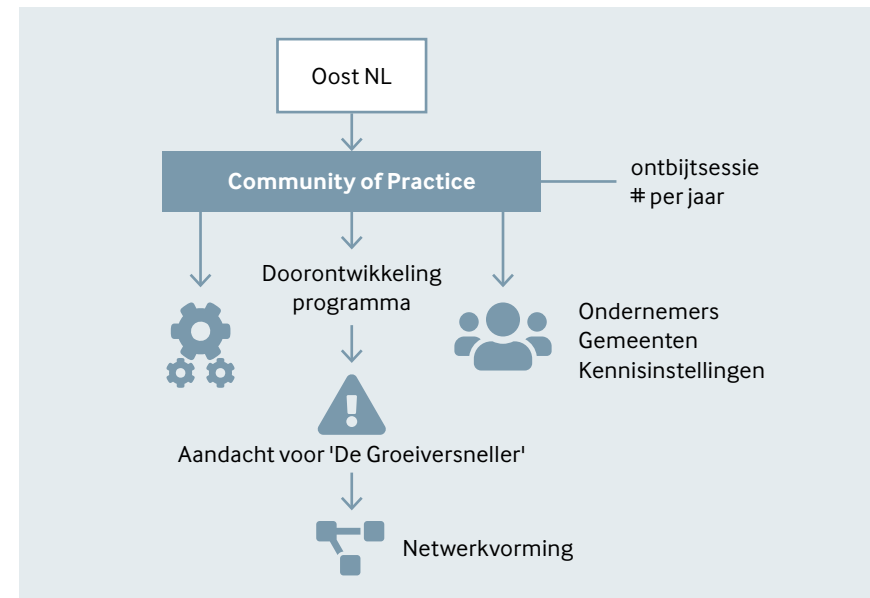 Oost NL
Community of Practice
ontbijtsessie
# per jaar
Doorontwikkeling
programma
Ondernemers
Gemeenten
Kennisinstellingen
Aandacht voor 'De Groeiversneller'
Netwerkvorming